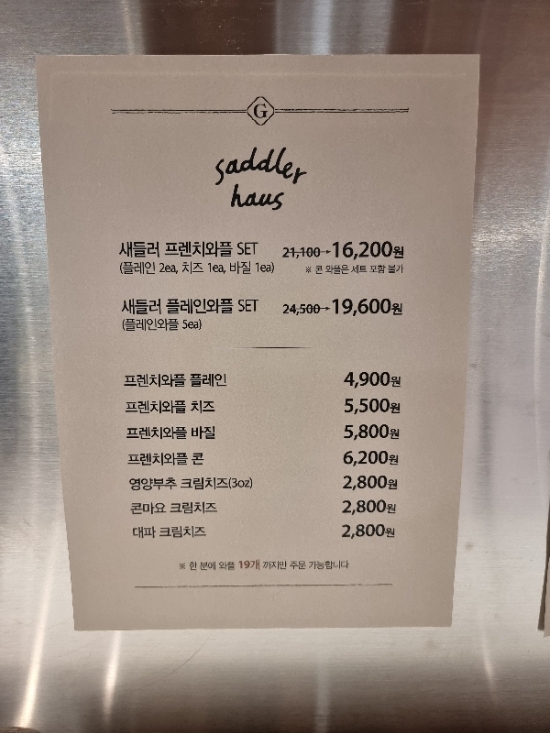 G
saddler
haus
새들러 프렌치와플 SET 21,100→16,200원
(플레인 2ea, 치즈 1ea, 바질 1ea) ※ 콘 와플은 세트 포함 불가
새들러 플레인와플 SET 24,500→19,600원
(플레인와플 5ea)
프렌치와플 플레인 4,900원
프렌치와플 치즈 5,500원
프렌치와플 바질 5,800원
프렌치와플 콘 6,200원
영양부추 크림치즈(3oz) 2,800원
콘마요 크림치즈 2,800원
대파 크림치즈 2,800원
※ 한 분에 와플 19개 까지만 주문 가능합니다